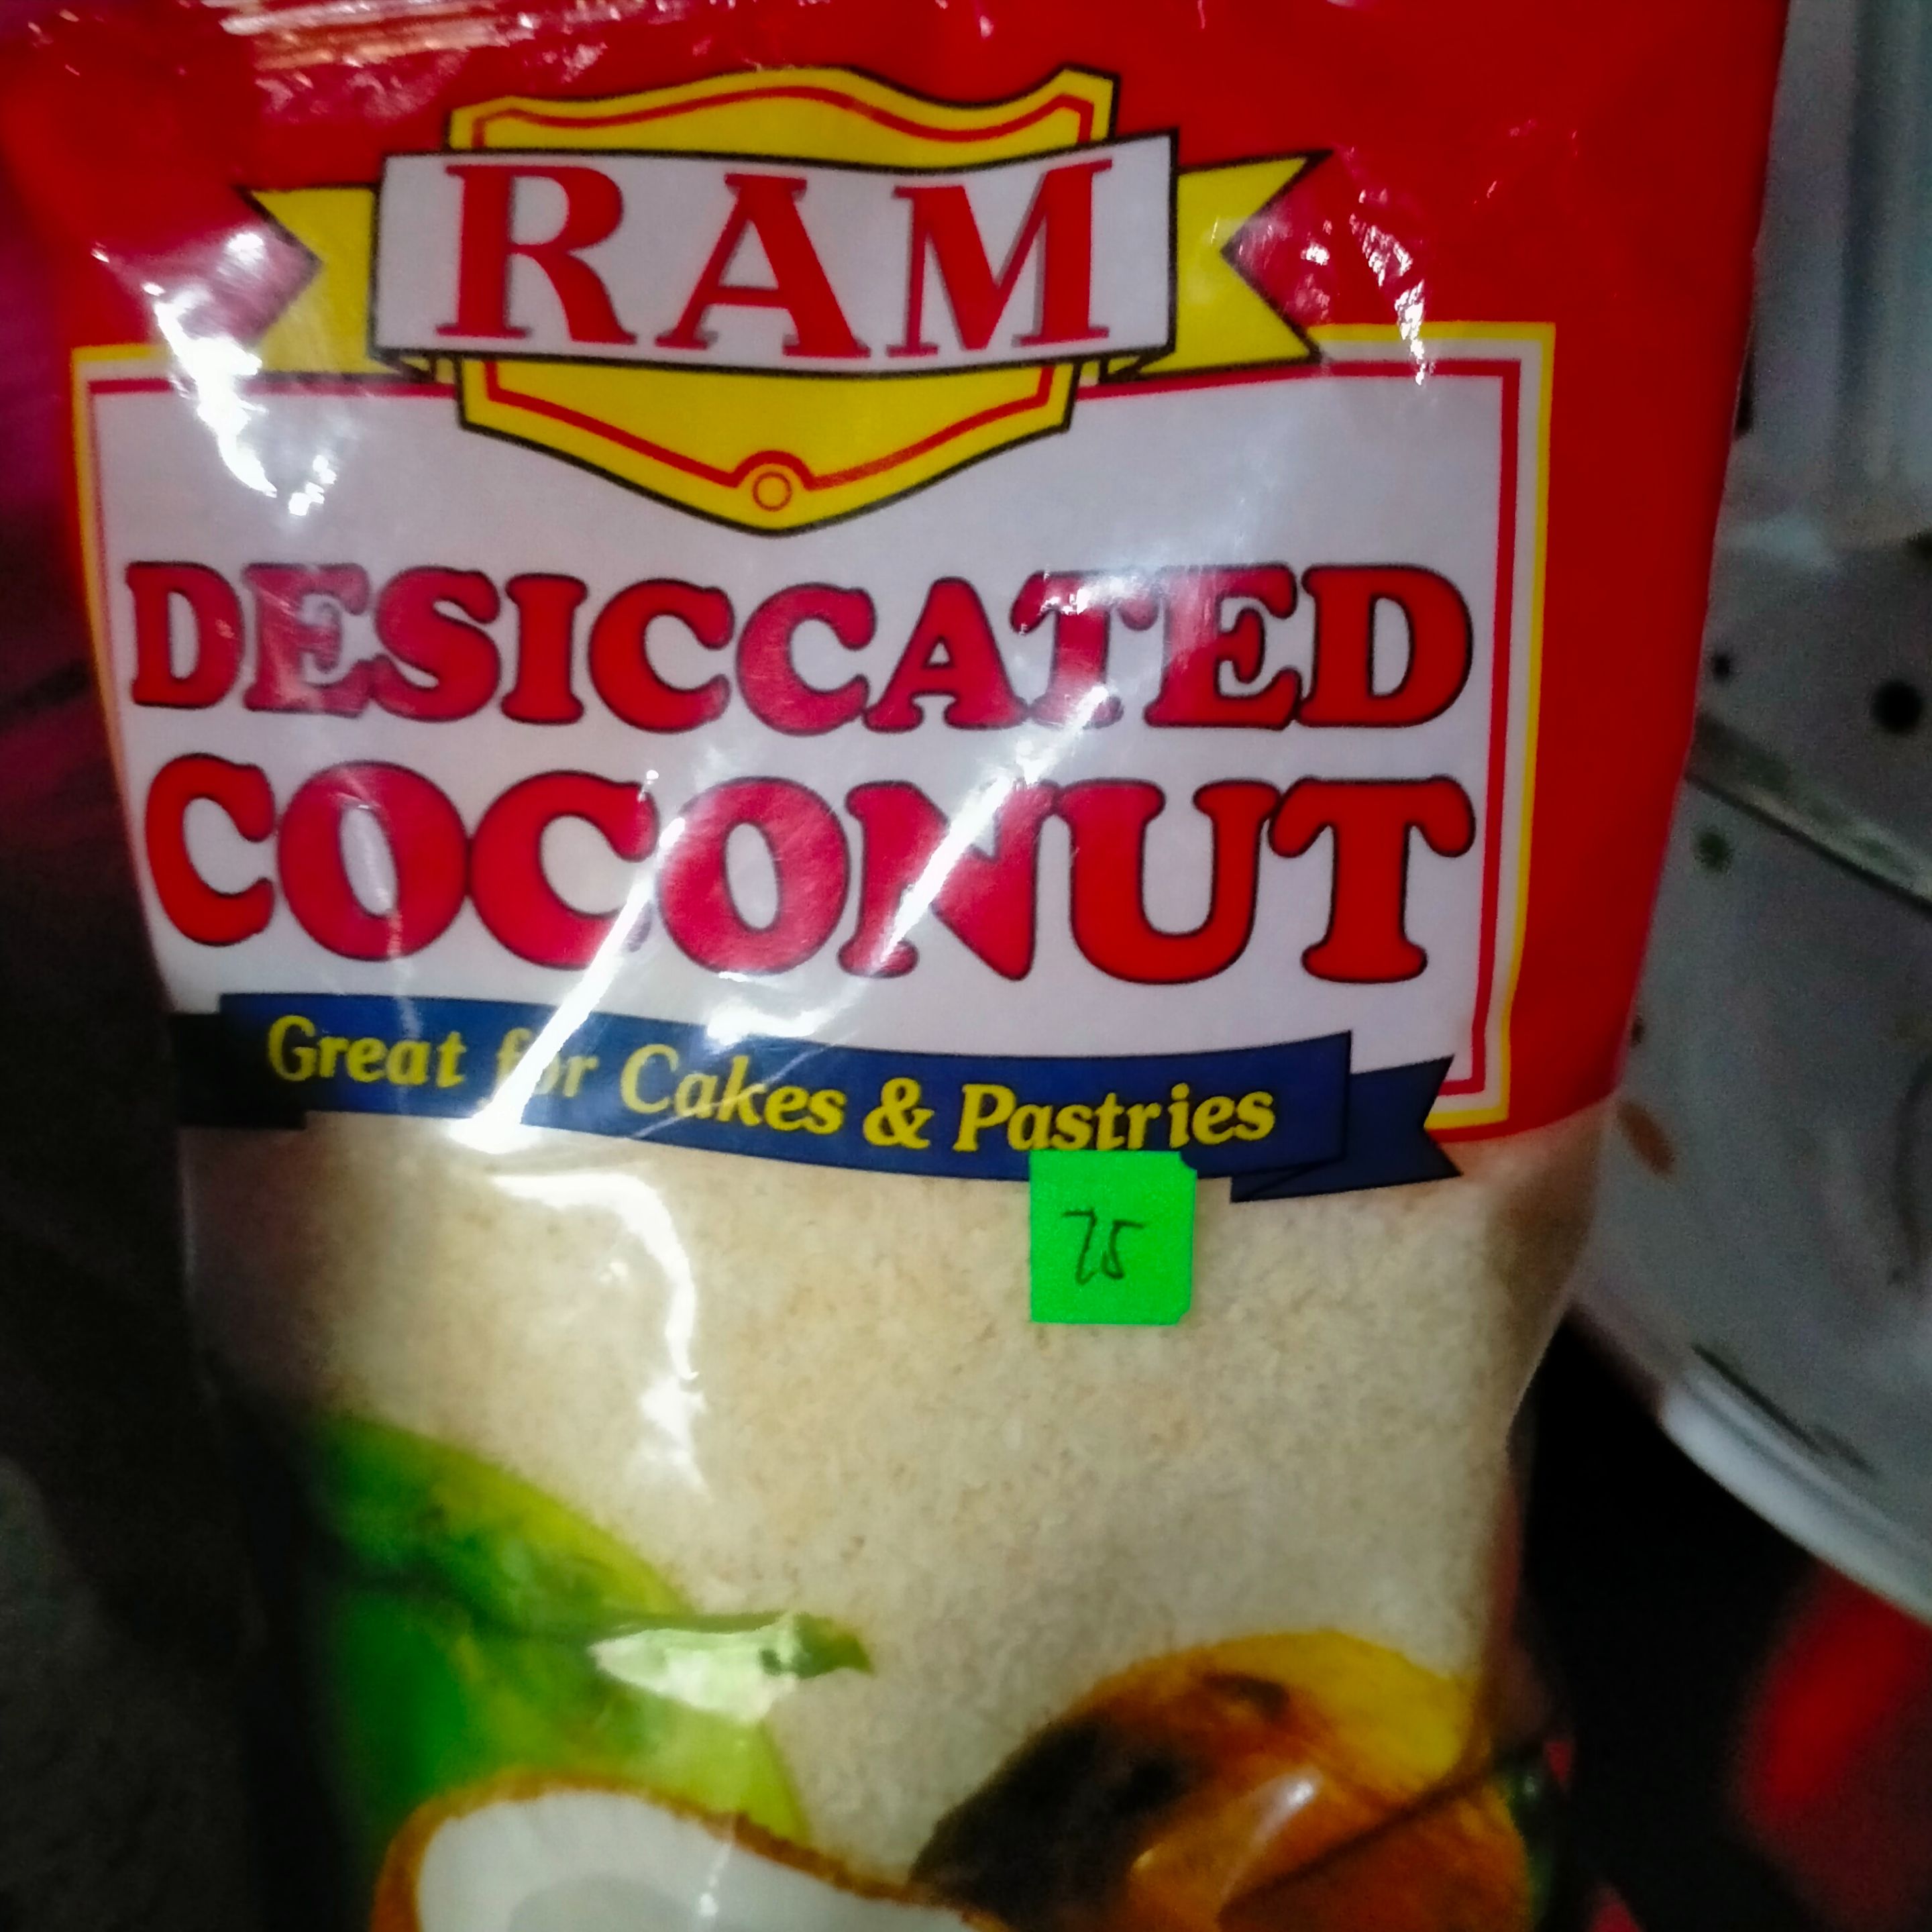 RAM
DESICCATED
COCONUT
Great for Cakes & Pastries
75